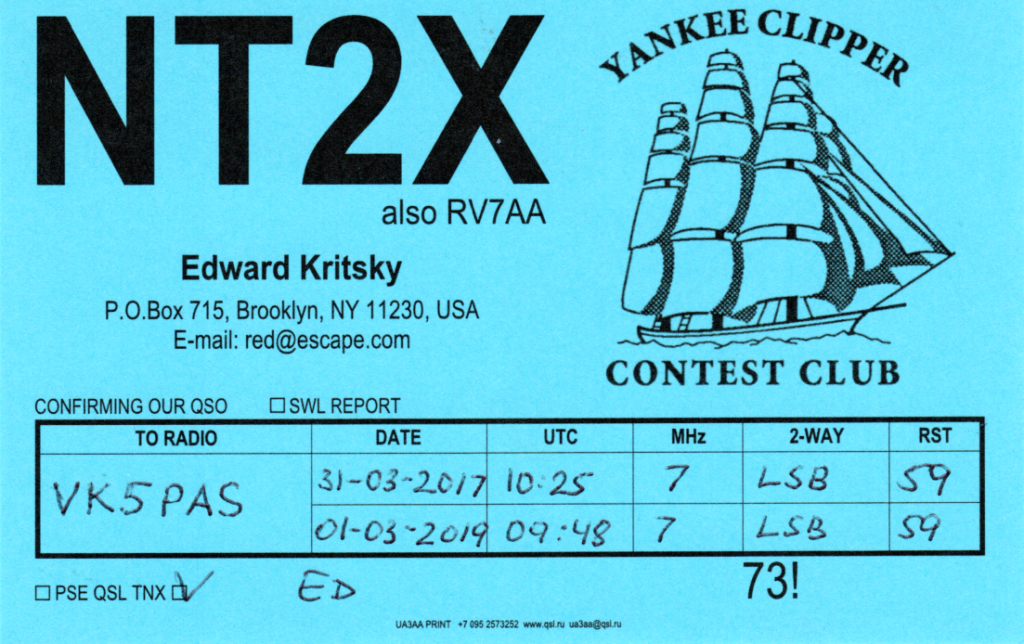 NT2X
also RV7AA
Edward Kritsky
P.O.Box 715, Brooklyn, NY 11230, USA
E-mail: red@escape.com
YANKEE CLIPPER
CONTEST CLUB
CONFIRMING OUR QSO ☐ SWL REPORT
TO RADIO DATE UTC MHz 2-WAY RST
VK5PAS
31-03-2017 10:25 7 LSB 59
01-03-2019 09:48 7 LSB 59
☐ PSE QSL TNX ☑ ED 73!
UA3AA PRINT +7 095 2573252 www.qsl.ru ua3aa@qsl.ru